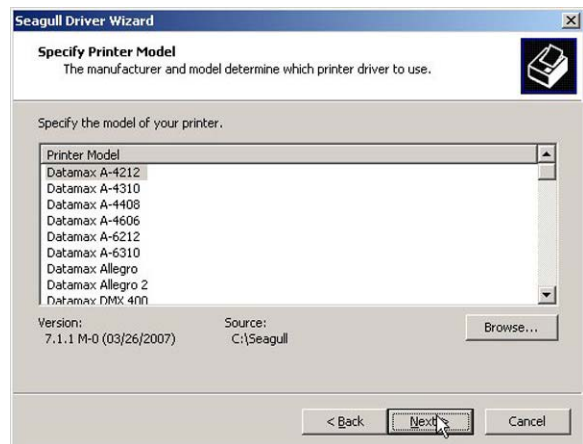 Seagull Driver Wizard
Specify Printer Model
The manufacturer and model determine which printer driver to use.
Specify the model of your printer.
Printer Model
Datamax A-4212
Datamax A-4310
Datamax A-4408
Datamax A-4606
Datamax A-6212
Datamax A-6310
Datamax Allegro
Datamax Allegro 2
Datamax DMX 400
Version: Source:
7.1.1 M-0 (03/26/2007) C:\Seagull
Browse...
< Back Next > Cancel